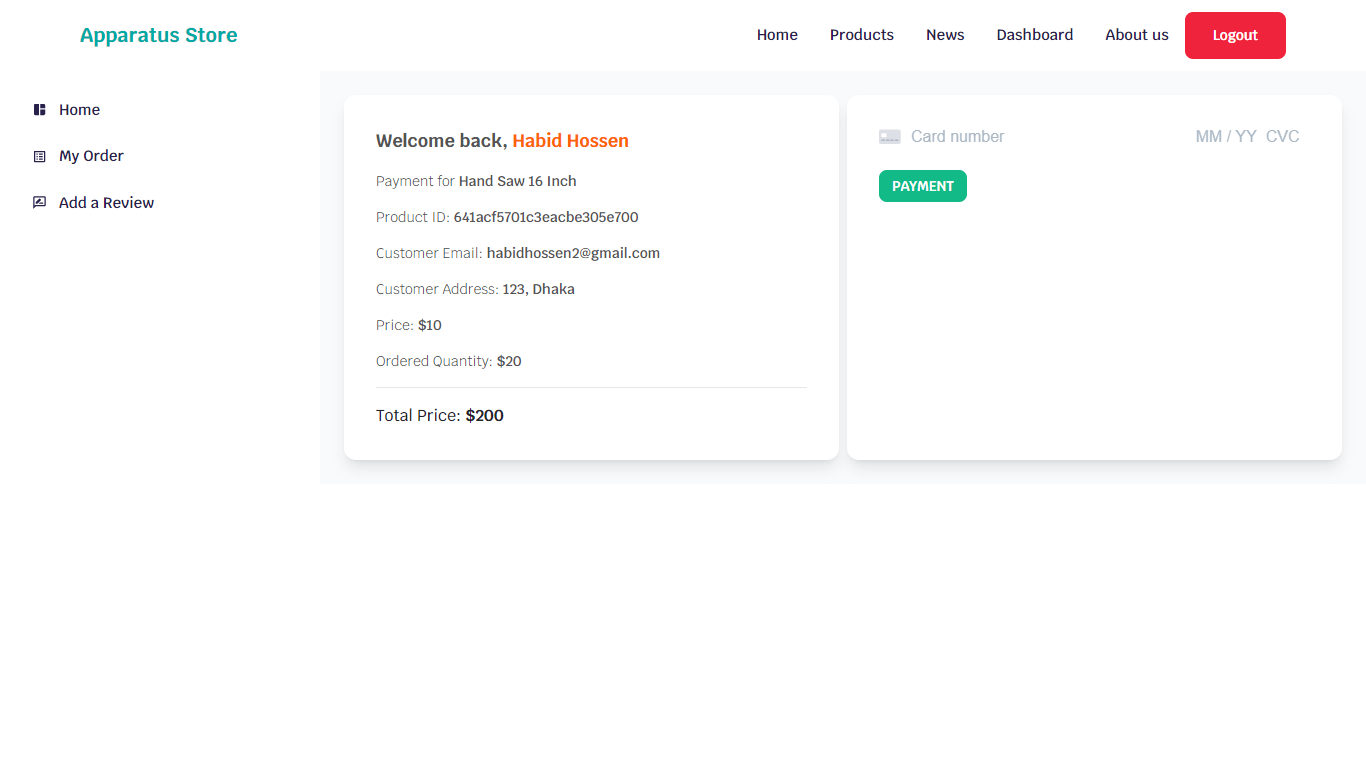 Apparatus Store
Home Products News Dashboard About us Logout
Home
My Order
Add a Review
Welcome back, Habid Hossen
Payment for Hand Saw 16 Inch
Product ID: 641acf5701c3eacbe305e700
Customer Email: habidhossen2@gmail.com
Customer Address: 123, Dhaka
Price: $10
Ordered Quantity: $20
Total Price: $200
Card number MM / YY CVC
PAYMENT